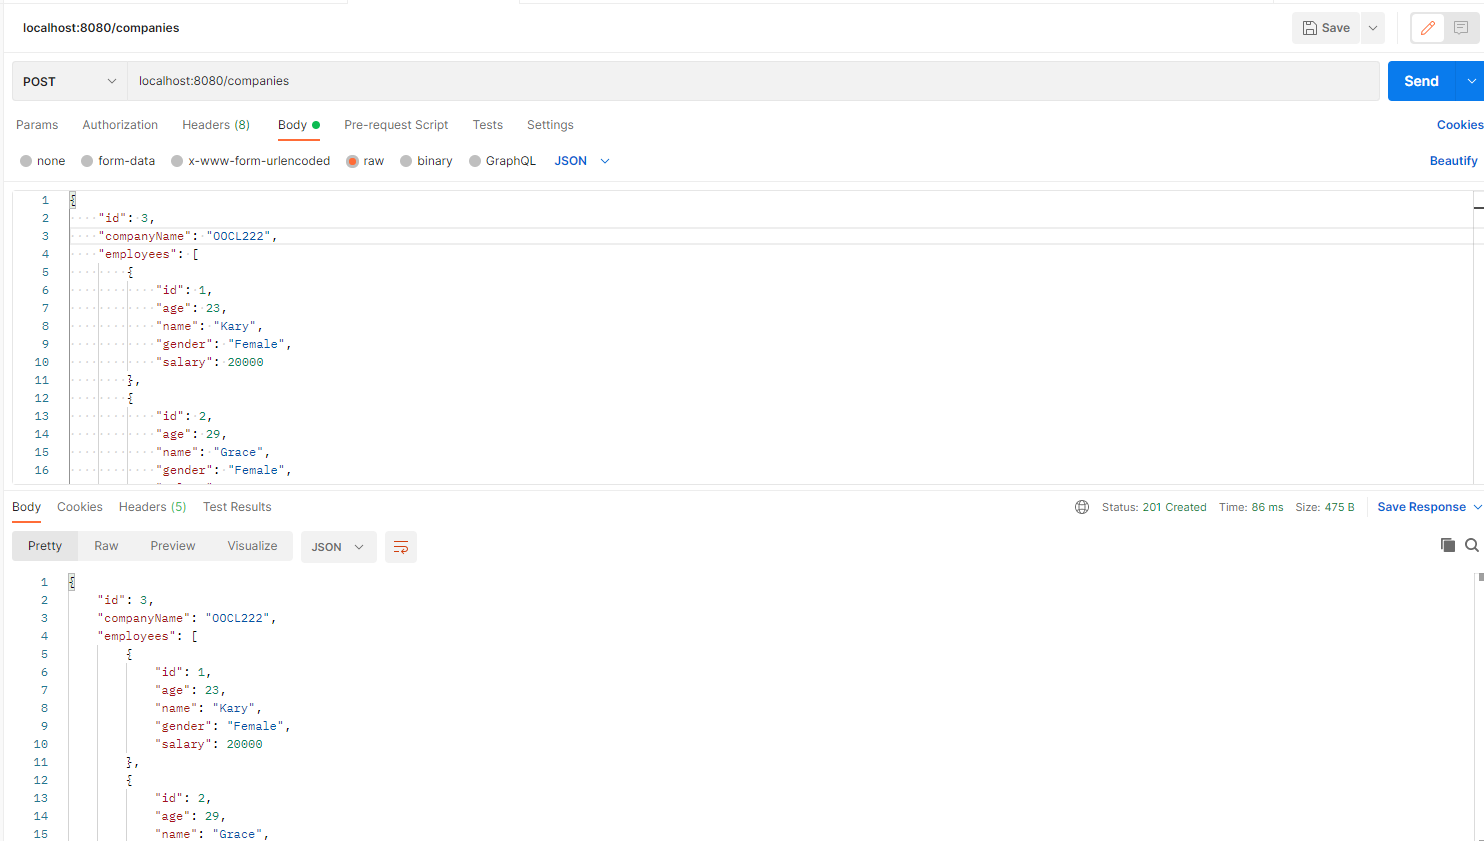 localhost:8080/companies
Save
POST
localhost:8080/companies
Send
Params Authorization Headers (8) Body Pre-request Script Tests Settings Cookies
none form-data x-www-form-urlencoded raw binary GraphQL JSON Beautify
1 {
2 "id": 3,
3 "companyName": "OOCL222",
4 "employees": [
5 {
6 "id": 1,
7 "age": 23,
8 "name": "Kary",
9 "gender": "Female",
10 "salary": 20000
11 },
12 {
13 "id": 2,
14 "age": 29,
15 "name": "Grace",
16 "gender": "Female",
Body Cookies Headers (5) Test Results Status: 201 Created Time: 86 ms Size: 475 B Save Response
Pretty Raw Preview Visualize JSON
1 {
2 "id": 3,
3 "companyName": "OOCL222",
4 "employees": [
5 {
6 "id": 1,
7 "age": 23,
8 "name": "Kary",
9 "gender": "Female",
10 "salary": 20000
11 },
12 {
13 "id": 2,
14 "age": 29,
15 "name": "Grace",